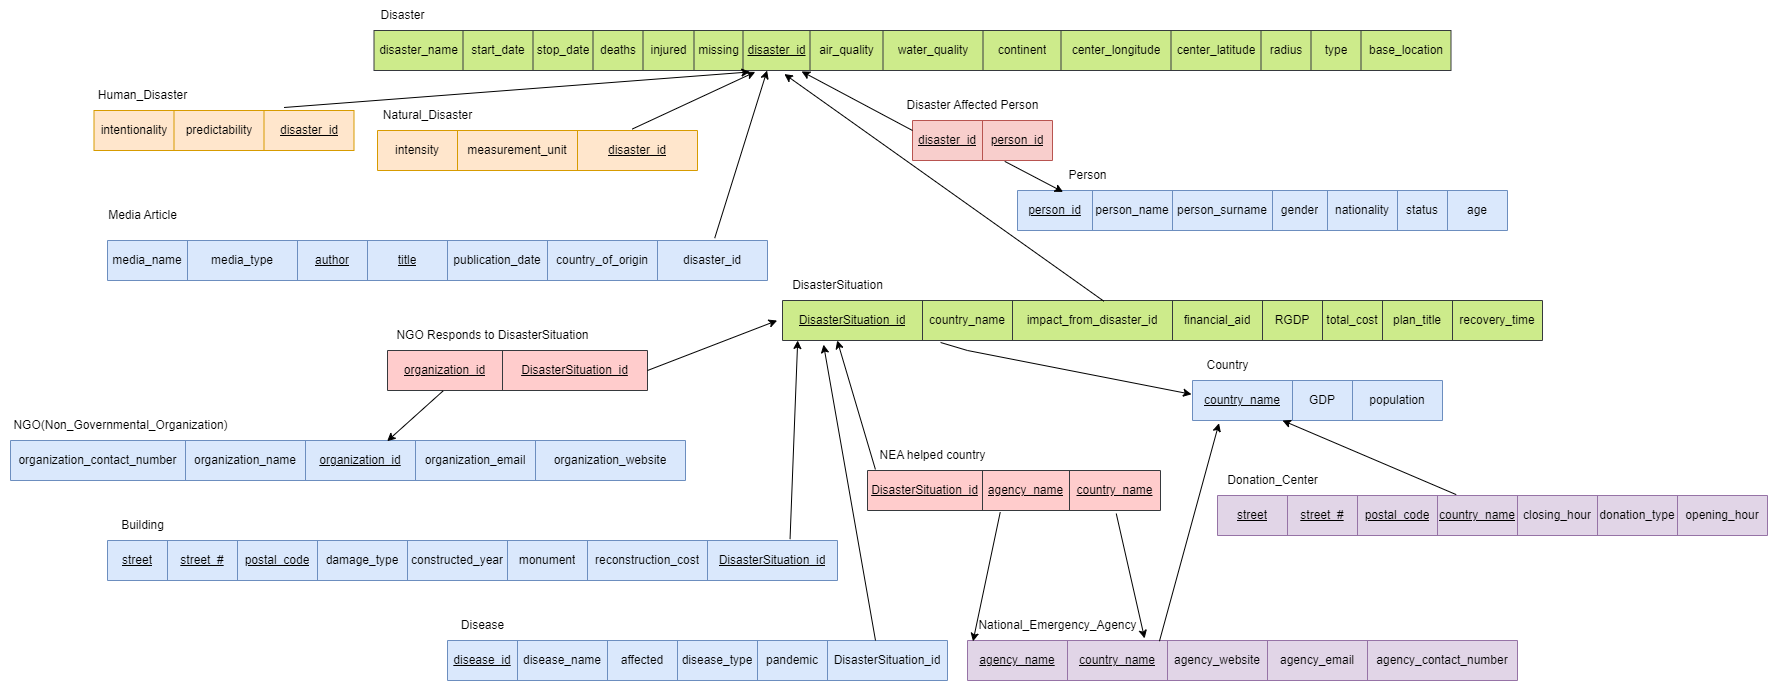 Disaster
disaster_name start_date stop_date deaths injured missing disaster_id air_quality water_quality continent center_longitude center_latitude radius type base_location
Human_Disaster
intentionality predictability disaster_id
Natural_Disaster
intensity measurement_unit disaster_id
Disaster Affected Person
disaster_id person_id
Person
person_id person_name person_surname gender nationality status age
Media Article
media_name media_type author title publication_date country_of_origin disaster_id
DisasterSituation
DisasterSituation_id country_name impact_from_disaster_id financial_aid RGDP total_cost plan_title recovery_time
NGO Responds to DisasterSituation
organization_id DisasterSituation_id
Country
country_name GDP population
NGO(Non_Governmental_Organization)
organization_contact_number organization_name organization_id organization_email organization_website
NEA helped country
DisasterSituation_id agency_name country_name
Donation_Center
street street_# postal_code country_name closing_hour donation_type opening_hour
Building
street street_# postal_code damage_type constructed_year monument reconstruction_cost DisasterSituation_id
Disease
disease_id disease_name affected disease_type pandemic DisasterSituation_id
National_Emergency_Agency
agency_name country_name agency_website agency_email agency_contact_number